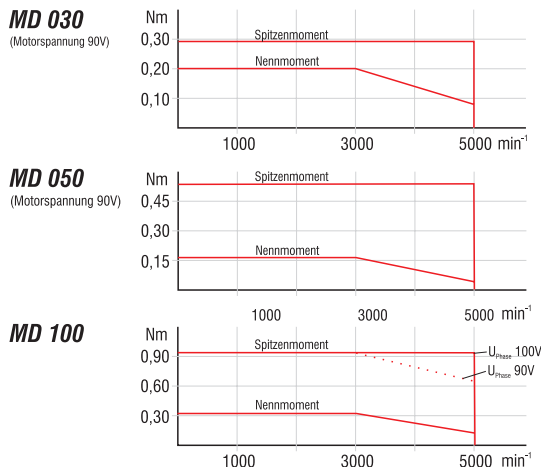 MD 030
(Motorspannung 90V)
Nm
0,30
0,20
0,10
Spitzenmoment
Nennmoment
1000 3000 5000 min-1
MD 050
(Motorspannung 90V)
Nm
0,45
0,30
0,15
Spitzenmoment
Nennmoment
1000 3000 5000 min-1
MD 100
Nm
0,90
0,60
0,30
Spitzenmoment
UPhase 100V
UPhase 90V
Nennmoment
1000 3000 5000 min-1